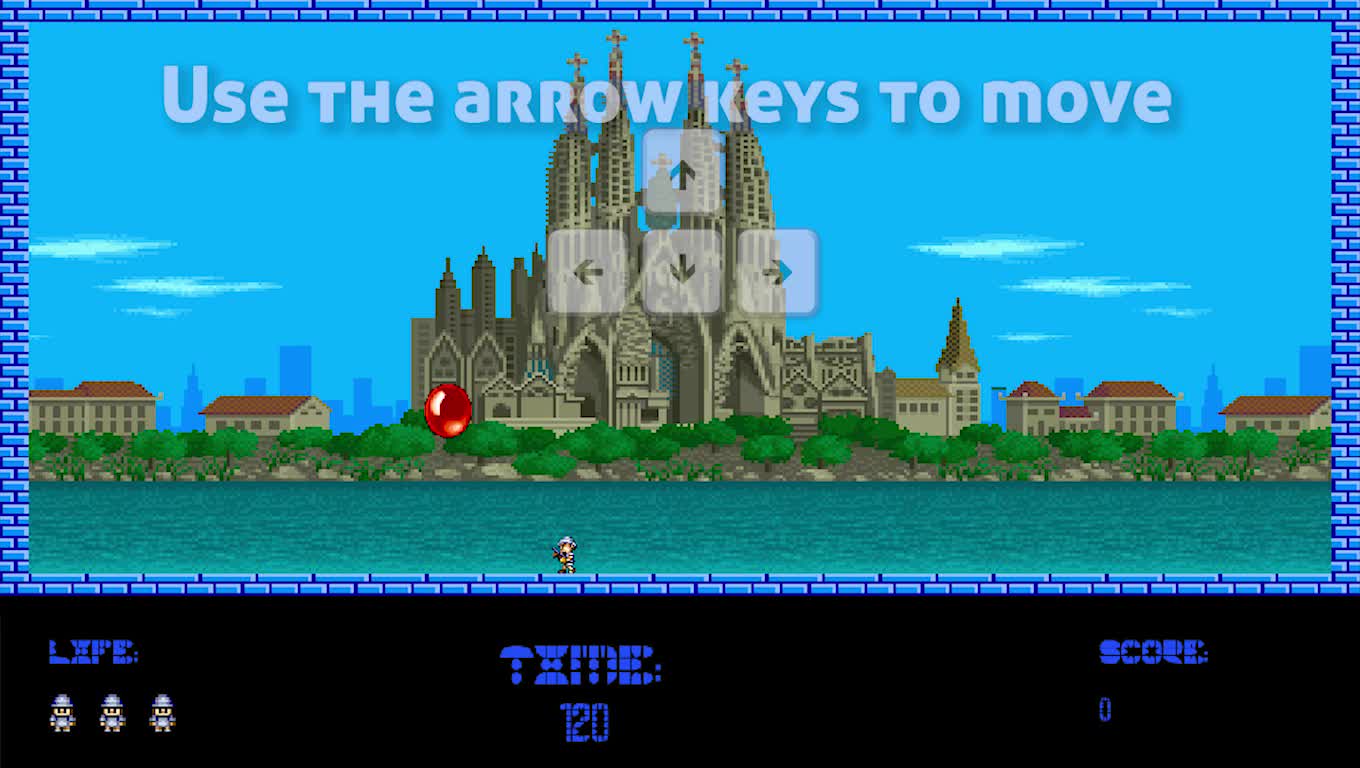 Use the arrow keys to move
↑
← ↓ →
LIFE:
TIME:
SCORE:
120
0